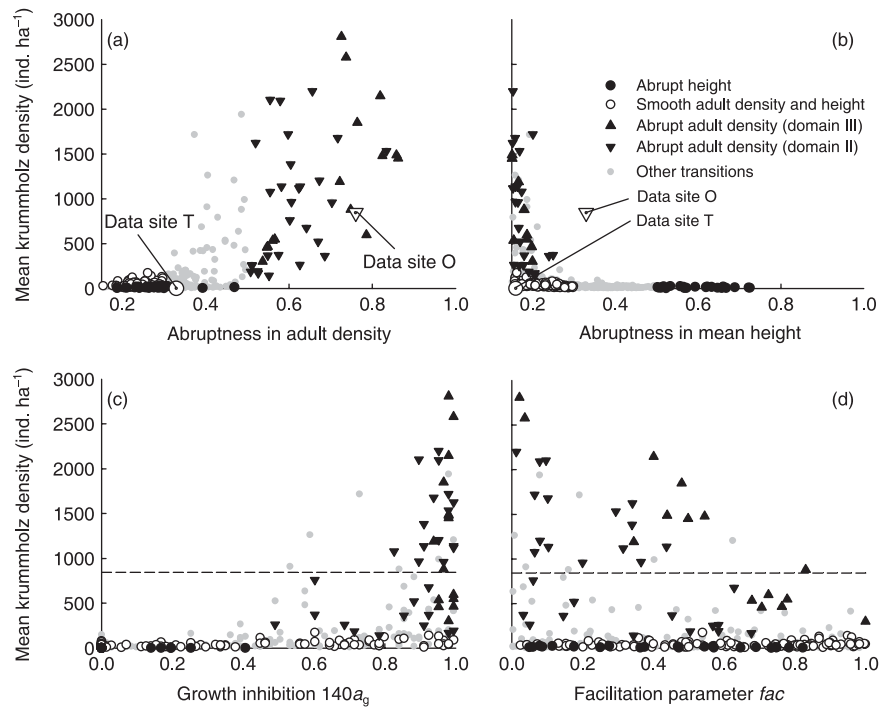 3000
2500
2000
1500
1000
500
0
Mean krummholz density (ind. ha⁻¹)
(a)
Data site T
Data site O
0.2 0.4 0.6 0.8 1.0
Abruptness in adult density
(b)
Abrupt height
Smooth adult density and height
Abrupt adult density (domain III)
Abrupt adult density (domain II)
Other transitions
Data site O
Data site T
0.2 0.4 0.6 0.8 1.0
Abruptness in mean height
3000
2500
2000
1500
1000
500
0
Mean krummholz density (ind. ha⁻¹)
(c)
0.0 0.2 0.4 0.6 0.8 1.0
Growth inhibition 140a_g
(d)
0.0 0.2 0.4 0.6 0.8 1.0
Facilitation parameter fac